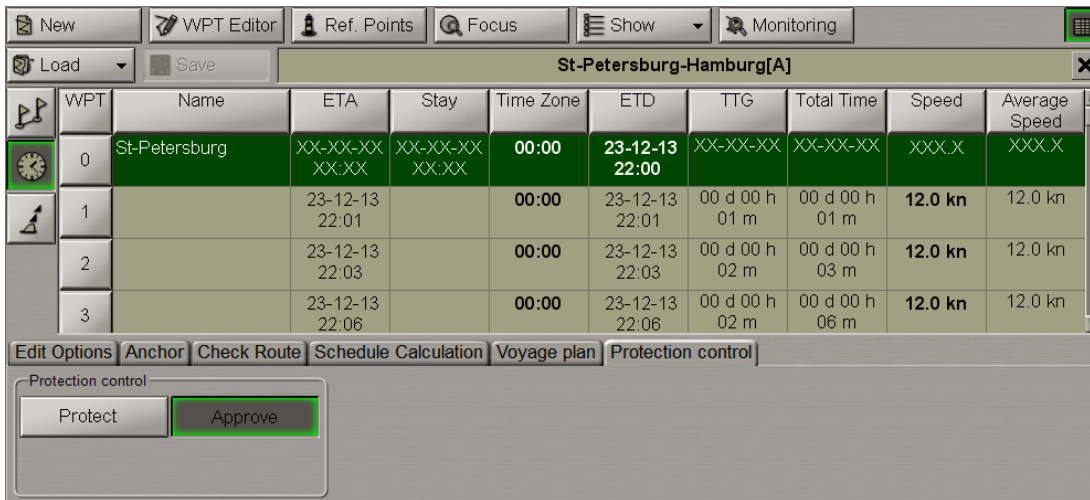 New WPT Editor Ref. Points Focus Show Monitoring
Load Save St-Petersburg-Hamburg[A]
WPT Name ETA Stay Time Zone ETD TTG Total Time Speed Average
Speed
0 St-Petersburg XX-XX-XX XX-XX-XX 00:00 23-12-13 XX-XX-XX XX-XX-XX XXX.X XXX.X
XX:XX XX:XX 22:00
1 23-12-13 00:00 23-12-13 00 d 00 h 00 d 00 h 12.0 kn 12.0 kn
22:01 22:01 01 m 01 m
2 23-12-13 00:00 23-12-13 00 d 00 h 00 d 00 h 12.0 kn 12.0 kn
22:03 22:03 02 m 03 m
3 23-12-13 00:00 23-12-13 00 d 00 h 00 d 00 h 12.0 kn 12.0 kn
22:06 22:06 02 m 06 m
Edit Options Anchor Check Route Schedule Calculation Voyage plan Protection control
Protection control
Protect Approve